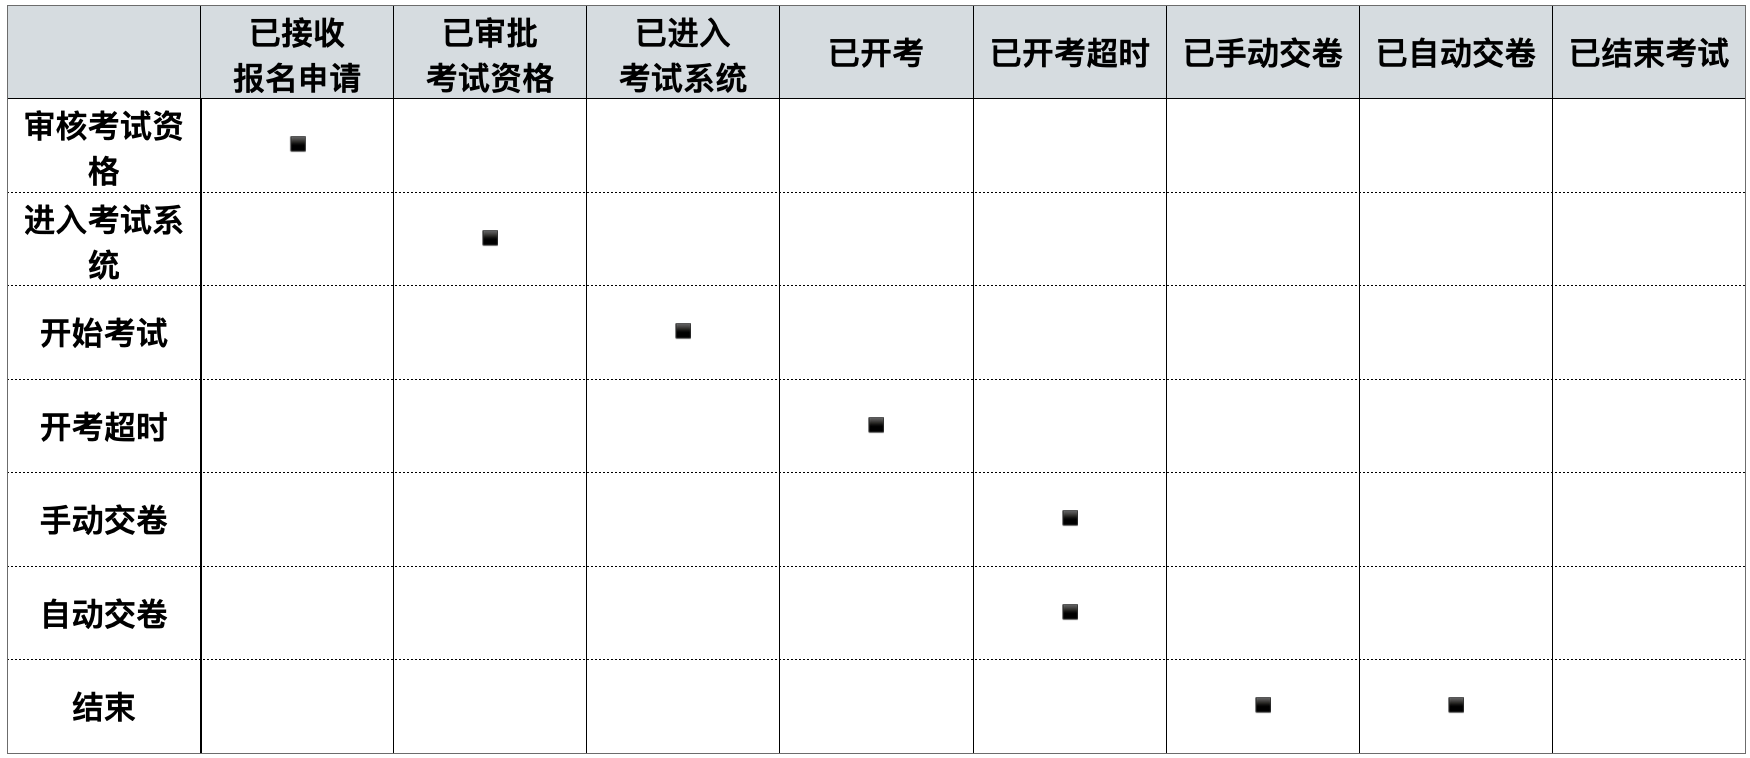 已接收
报名申请
已审批
考试资格
已进入
考试系统
已开考
已开考超时
已手动交卷
已自动交卷
已结束考试
审核考试资
格
进入考试系
统
开始考试
开考超时
手动交卷
自动交卷
结束